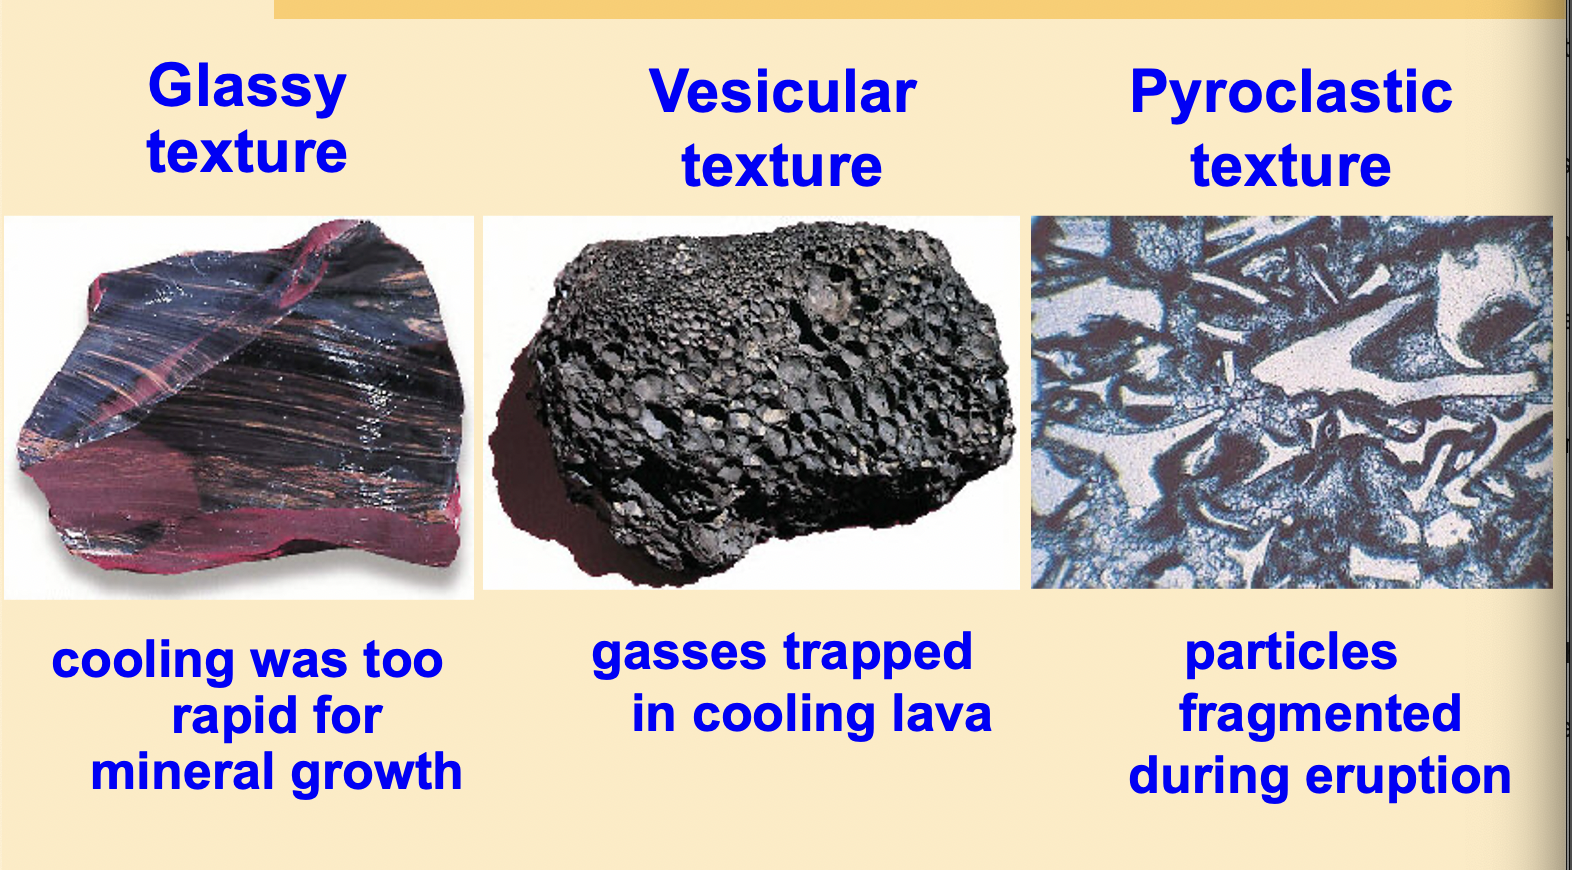 Glassy
texture
Vesicular
texture
Pyroclastic
texture
cooling was too
rapid for
mineral growth
gasses trapped
in cooling lava
particles
fragmented
during eruption